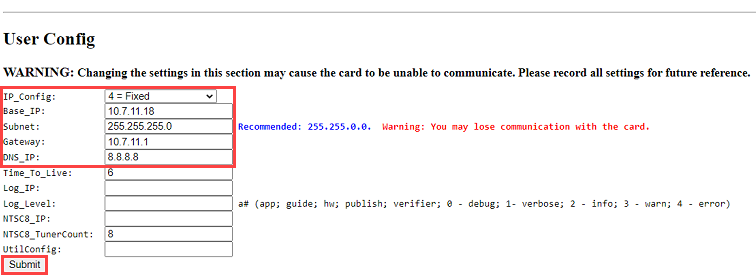 User Config
WARNING: Changing the settings in this section may cause the card to be unable to communicate. Please record all settings for future reference.
IP_Config: 4 = Fixed
Base_IP: 10.7.11.18
Subnet: 255.255.255.0 Recommended: 255.255.0.0. Warning: You may lose communication with the card.
Gateway: 10.7.11.1
DNS_IP: 8.8.8.8
Time_To_Live: 6
Log_IP:
Log_Level: a# (app; guide; hw; publish; verifier; 0 - debug; 1- verbose; 2 - info; 3 - warn; 4 - error)
NTSC8_IP:
NTSC8_TunerCount: 8
UtilConfig:
Submit